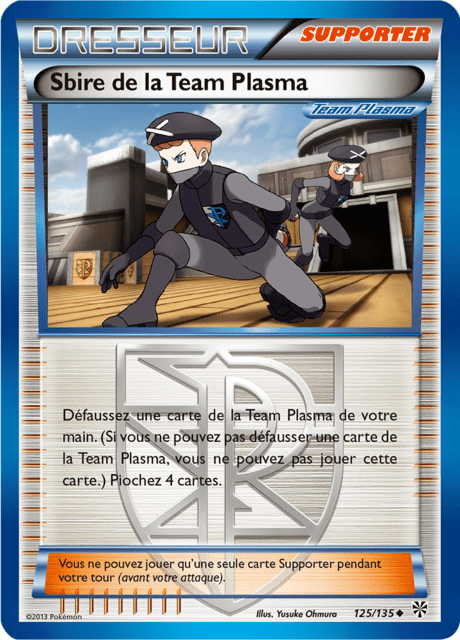 DRESSEUR
SUPPORTER
Sbire de la Team Plasma
Team Plasma
Défaussez une carte de la Team Plasma de votre
main. (Si vous ne pouvez pas défausser une carte de
la Team Plasma, vous ne pouvez pas jouer cette
carte.) Piochez 4 cartes.
Vous ne pouvez jouer qu'une seule carte Supporter pendant
votre tour (avant votre attaque).
©2013 Pokémon
Illus. Yusuke Ohmura
125/135